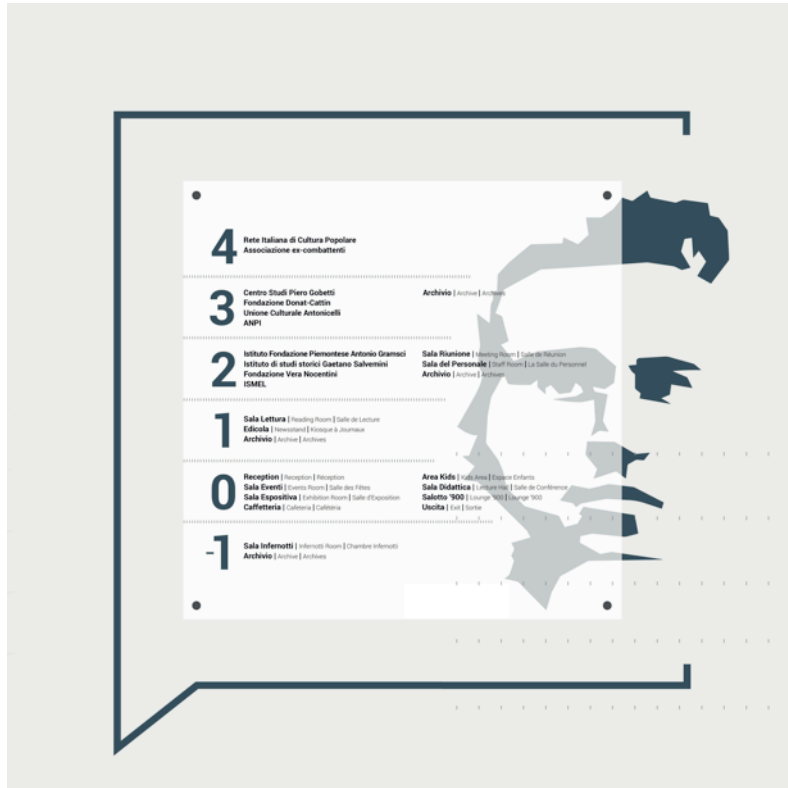 4
Rete Italiana di Cultura Popolare
Associazione ex-combattenti
3
Centro Studi Piero Gobetti
Fondazione Donat-Cattin
Unione Culturale Antonicelli
ANPI
Archivio | Archive | Archives
2
Istituto Fondazione Piemontese Antonio Gramsci
Istituto di studi storici Gaetano Salvemini
Fondazione Vera Nocentini
ISMEL
Sala Riunione | Meeting Room | Salle de Réunion
Sala del Personale | Staff Room | La Salle du Personnel
Archivio | Archive | Archives
1
Sala Lettura | Reading Room | Salle de Lecture
Edicola | Newsstand | Kiosque à Journaux
Archivio | Archive | Archives
0
Reception | Reception | Réception
Sala Eventi | Events Room | Salle des Fêtes
Sala Espositiva | Exhibition Room | Salle d'Exposition
Caffetteria | Cafeteria | Cafétéria
Area Kids | Kids Area | Espace Enfants
Sala Didattica | Lecture Hall | Salle de Conférence
Salotto '900 | Lounge '900 | Lounge '900
Uscita | Exit | Sortie
-1
Sala Infernotti | Infernotti Room | Chambre Infernotti
Archivio | Archive | Archives